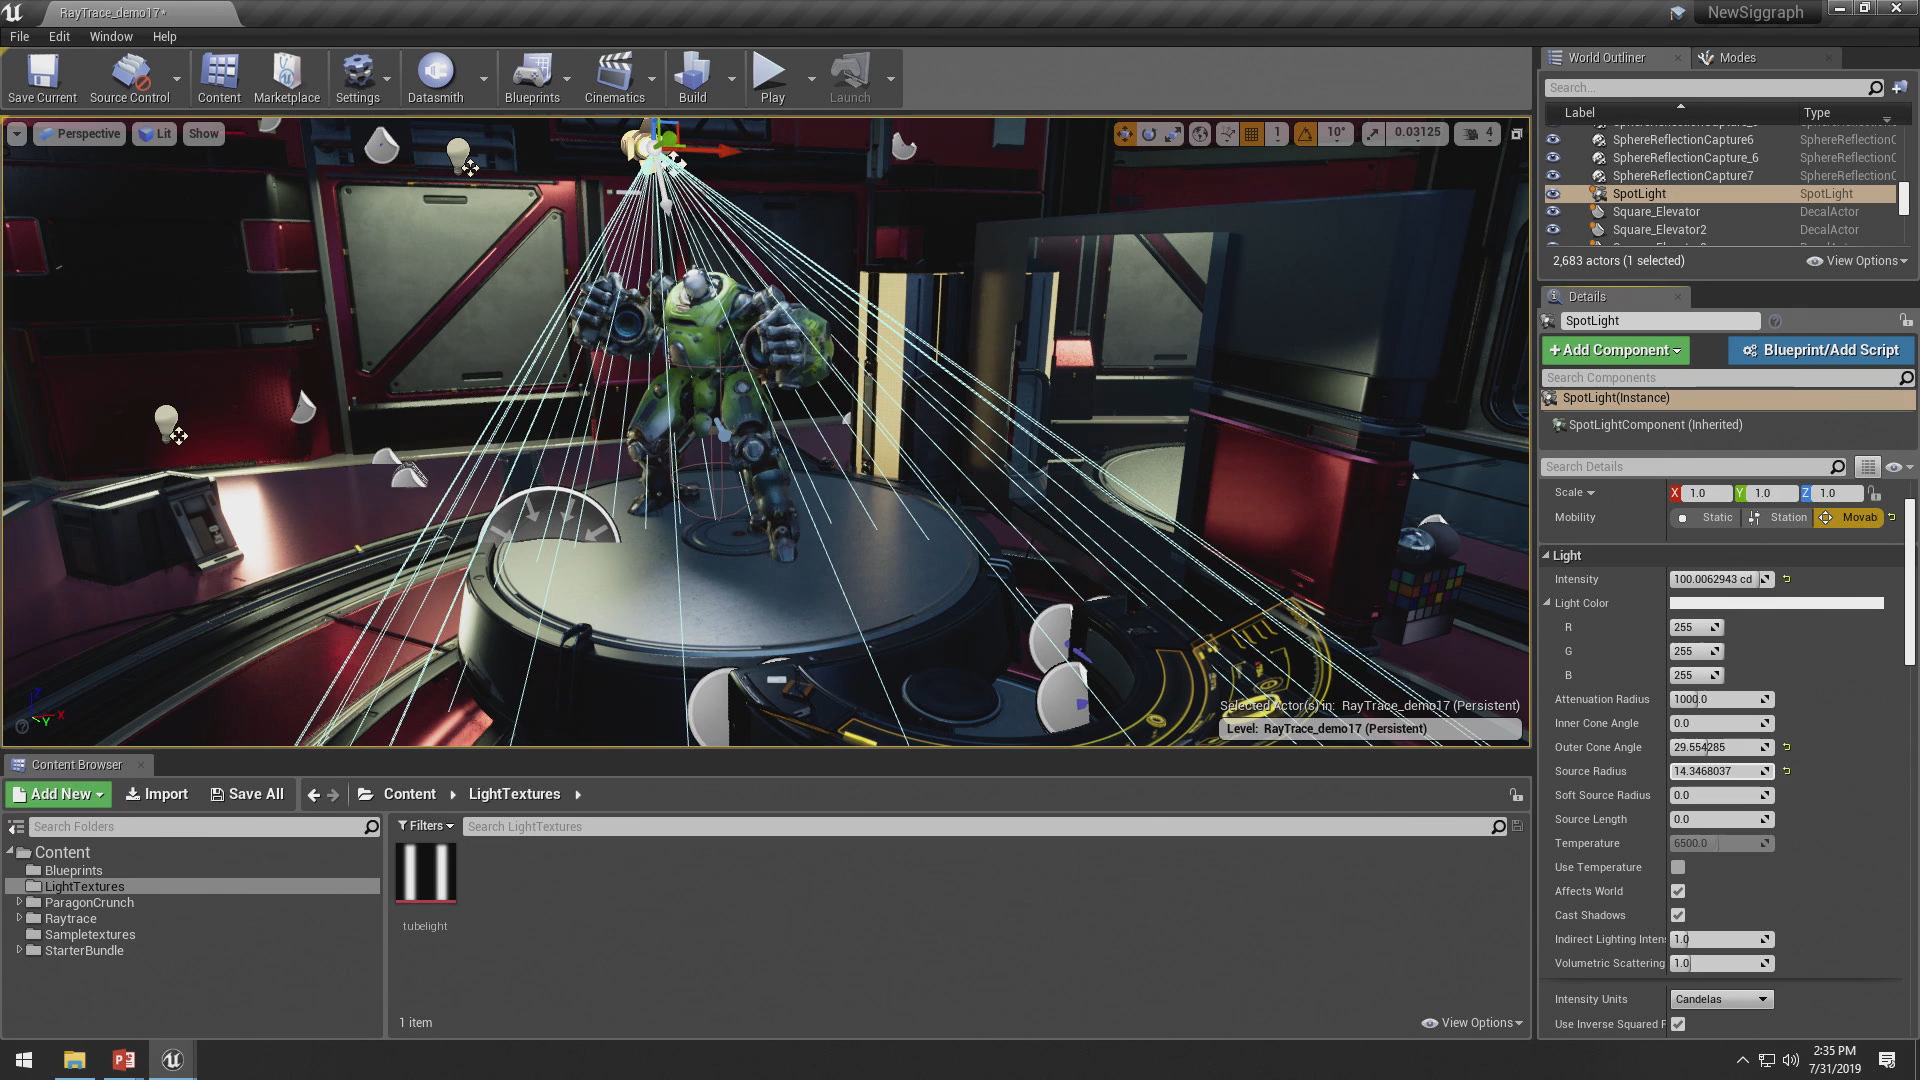 RayTrace_demo17*
NewSiggraph
File Edit Window Help
Save Current
Source Control
Content
Marketplace
Settings
Datasmith
Blueprints
Cinematics
Build
Play
Launch
Perspective
Lit
Show
1
10°
0.03125
4
Selected Actor(s) in: RayTrace_demo17 (Persistent)
Level: RayTrace_demo17 (Persistent)
World Outliner
Modes
Search...
Label Type
SphereReflectionCapture6 SphereReflectionC
SphereReflectionCapture_6 SphereReflectionC
SphereReflectionCapture7 SphereReflectionC
SpotLight SpotLight
Square_Elevator DecalActor
Square_Elevator2 DecalActor
2,683 actors (1 selected)
View Options
Details
SpotLight
+Add Component
Blueprint/Add Script
Search Components
SpotLight(Instance)
SpotLightComponent (Inherited)
Search Details
Scale X 1.0 Y 1.0 Z 1.0
Mobility Static Station Movab
Light
Intensity 100.0062943 cd
Light Color
R 255
G 255
B 255
Attenuation Radius 1000.0
Inner Cone Angle 0.0
Outer Cone Angle 29.554285
Source Radius 14.3468037
Soft Source Radius 0.0
Source Length 0.0
Temperature 6500.0
Use Temperature
Affects World
Cast Shadows
Indirect Lighting Intens 1.0
Volumetric Scattering 1.0
Intensity Units Candelas
Use Inverse Squared F
Content Browser
Add New
Import
Save All
Content
LightTextures
Search Folders
Filters
Search LightTextures
Content
Blueprints
LightTextures
ParagonCrunch
Raytrace
Sampletextures
StarterBundle
tubelight
1 item
View Options
X
Y
Z
2:35 PM
7/31/2019